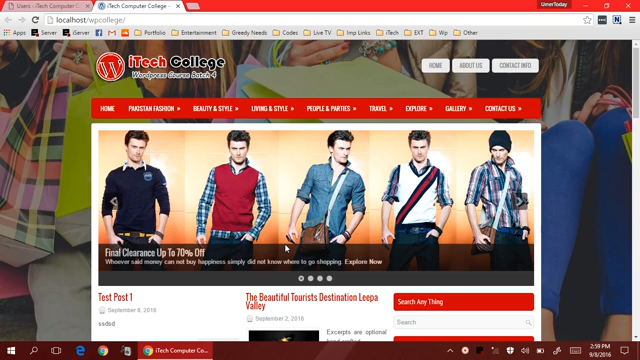 UmerToday
Users - iTech Computer C
iTech Computer College -
localhost/wpcollege/
Apps Server iServer f Portfolio Entertainment Greedy Needs Codes Live TV Imp Links iTech EXT Wp Other
iTech College
Wordpress Course Batch 4
HOME ABOUT US CONTACT INFO
HOME PAKISTAN FASHION » BEAUTY & STYLE » LIVING & STYLE » PEOPLE & PARTIES » TRAVEL » EXPLORE » GALLERY » CONTACT US »
Final Clearance Up To 70% Off
Whoever said money can not buy happiness simply did not know where to go shopping. Explore Now
Test Post 1
September 8, 2016
ssdsd
The Beautiful Tourists Destination Leepa
Valley
September 2, 2016
Excerpts are optional
Search Any Thing
Search
iTech Computer Co...
2:59 PM
9/8/2016